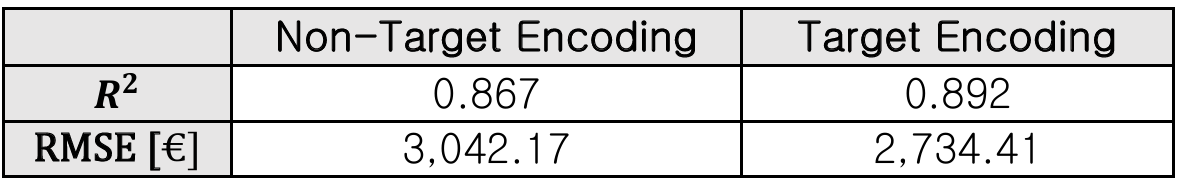 Non-Target Encoding Target Encoding
R² 0.867 0.892
RMSE [€] 3,042.17 2,734.41